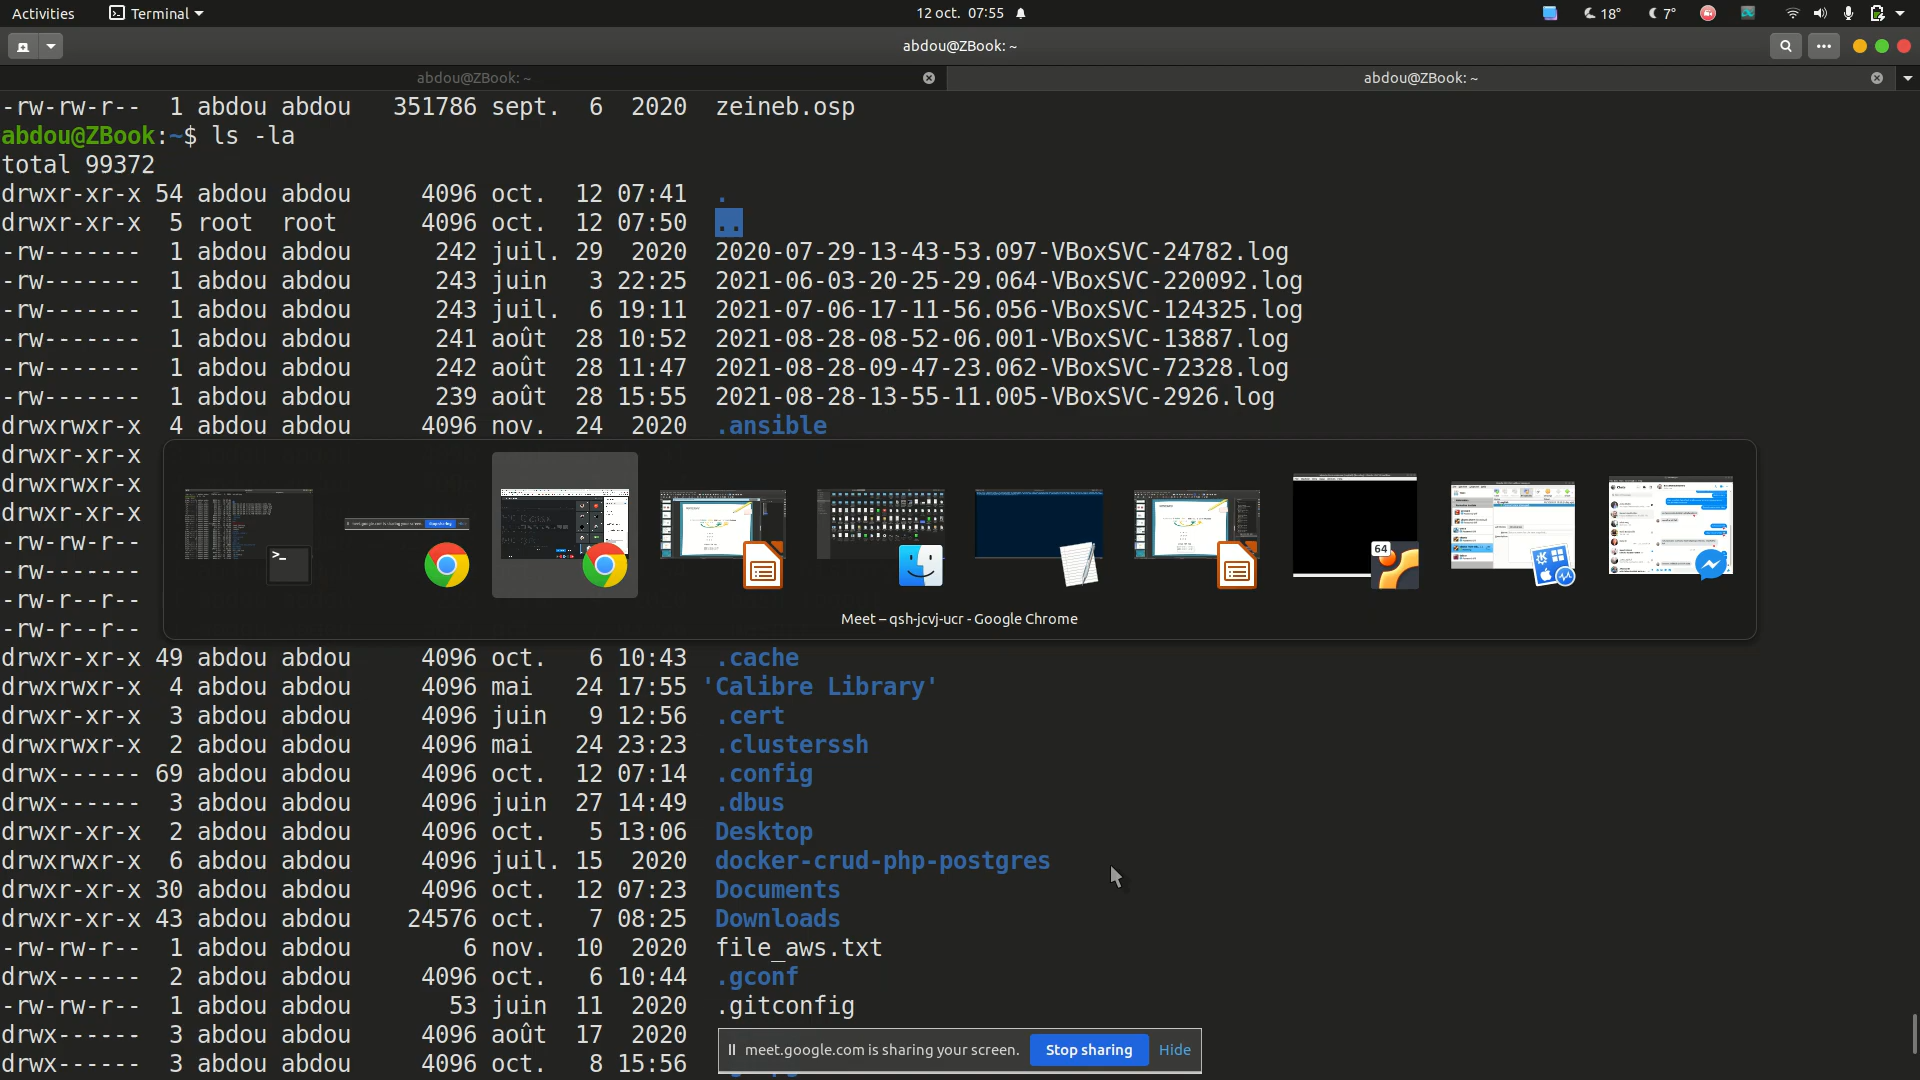 Activities Terminal 12 oct. 07:55 18° 7°
abdou@ZBook: ~
abdou@ZBook: ~ abdou@ZBook: ~
-rw-rw-r-- 1 abdou abdou 351786 sept. 6 2020 zeineb.osp
abdou@ZBook:~$ ls -la
total 99372
drwxr-xr-x 54 abdou abdou 4096 oct. 12 07:41 .
drwxr-xr-x 5 root root 4096 oct. 12 07:50 ..
-rw------- 1 abdou abdou 242 juil. 29 2020 2020-07-29-13-43-53.097-VBoxSVC-24782.log
-rw------- 1 abdou abdou 243 juin 3 22:25 2021-06-03-20-25-29.064-VBoxSVC-220092.log
-rw------- 1 abdou abdou 243 juil. 6 19:11 2021-07-06-17-11-56.056-VBoxSVC-124325.log
-rw------- 1 abdou abdou 241 août 28 10:52 2021-08-28-08-52-06.001-VBoxSVC-13887.log
-rw------- 1 abdou abdou 242 août 28 11:47 2021-08-28-09-47-23.062-VBoxSVC-72328.log
-rw------- 1 abdou abdou 239 août 28 15:55 2021-08-28-13-55-11.005-VBoxSVC-2926.log
drwxrwxr-x 4 abdou abdou 4096 nov. 24 2020 .ansible
drwxr-xr-x
drwxrwxr-x
drwxr-xr-x
-rw-rw-r--
-rw-------
-rw-r--r--
-rw-r--r--
64
Meet – qsh-jcvj-ucr - Google Chrome
drwxr-xr-x 49 abdou abdou 4096 oct. 6 10:43 .cache
drwxrwxr-x 4 abdou abdou 4096 mai 24 17:55 'Calibre Library'
drwxr-xr-x 3 abdou abdou 4096 juin 9 12:56 .cert
drwxrwxr-x 2 abdou abdou 4096 mai 24 23:23 .clusterssh
drwx------ 69 abdou abdou 4096 oct. 12 07:14 .config
drwx------ 3 abdou abdou 4096 juin 27 14:49 .dbus
drwxr-xr-x 2 abdou abdou 4096 oct. 5 13:06 Desktop
drwxrwxr-x 6 abdou abdou 4096 juil. 15 2020 docker-crud-php-postgres
drwxr-xr-x 30 abdou abdou 4096 oct. 12 07:23 Documents
drwxr-xr-x 43 abdou abdou 24576 oct. 7 08:25 Downloads
-rw-rw-r-- 1 abdou abdou 6 nov. 10 2020 file_aws.txt
drwx------ 2 abdou abdou 4096 oct. 6 10:44 .gconf
-rw-rw-r-- 1 abdou abdou 53 juin 11 2020 .gitconfig
drwx------ 3 abdou abdou 4096 août 17 2020
drwx------ 3 abdou abdou 4096 oct. 8 15:56
meet.google.com is sharing your screen. Stop sharing Hide